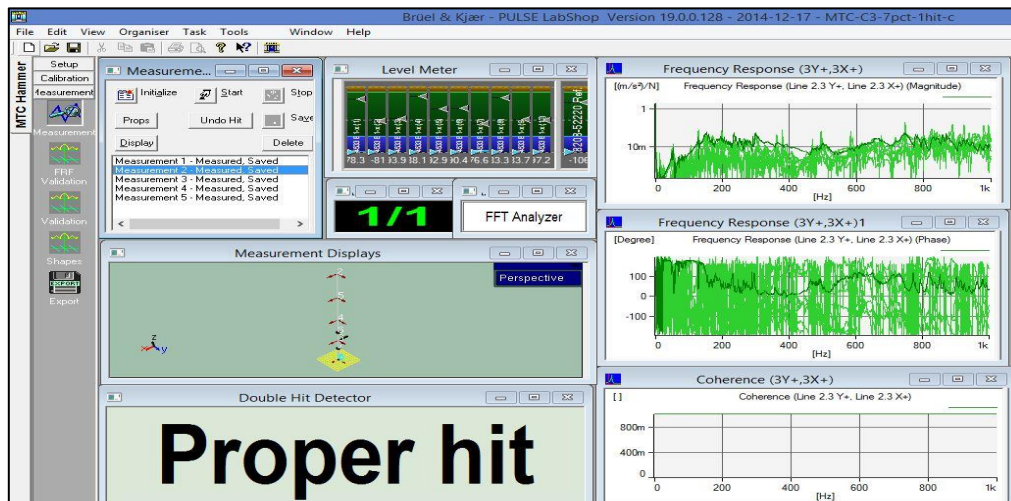 Brüel & Kjær - PULSE LabShop Version 19.0.0.128 - 2014-12-17 - MTC-C3-7pct-1hit-c
File Edit View Organiser Task Tools Window Help
MTC Hammer
Setup
Calibration
Measurement
FRF
Validation
Validation
Shapes
EXPORT
Export
Measureme...
Initialize Start Stop
Props Undo Hit Save
Display Delete
Measurement 1 - Measured, Saved
Measurement 2 - Measured, Saved
Measurement 3 - Measured, Saved
Measurement 4 - Measured, Saved
Measurement 5 - Measured, Saved
Level Meter
8203-52220 Ref.
-106
1/1
FFT Analyzer
Measurement Displays
Perspective
z
x y
Double Hit Detector
Proper hit
Frequency Response (3Y+,3X+)
[(m/s²)/N] Frequency Response (Line 2.3 Y+, Line 2.3 X+) (Magnitude)
1
10m
0 200 400 600 800 1k
[Hz]
Frequency Response (3Y+,3X+)1
[Degree] Frequency Response (Line 2.3 Y+, Line 2.3 X+) (Phase)
100
0
-100
0 200 400 600 800 1k
[Hz]
Coherence (3Y+,3X+)
[ ] Coherence (Line 2.3 Y+, Line 2.3 X+)
800m
400m
0
0 200 400 600 800 1k
[Hz]